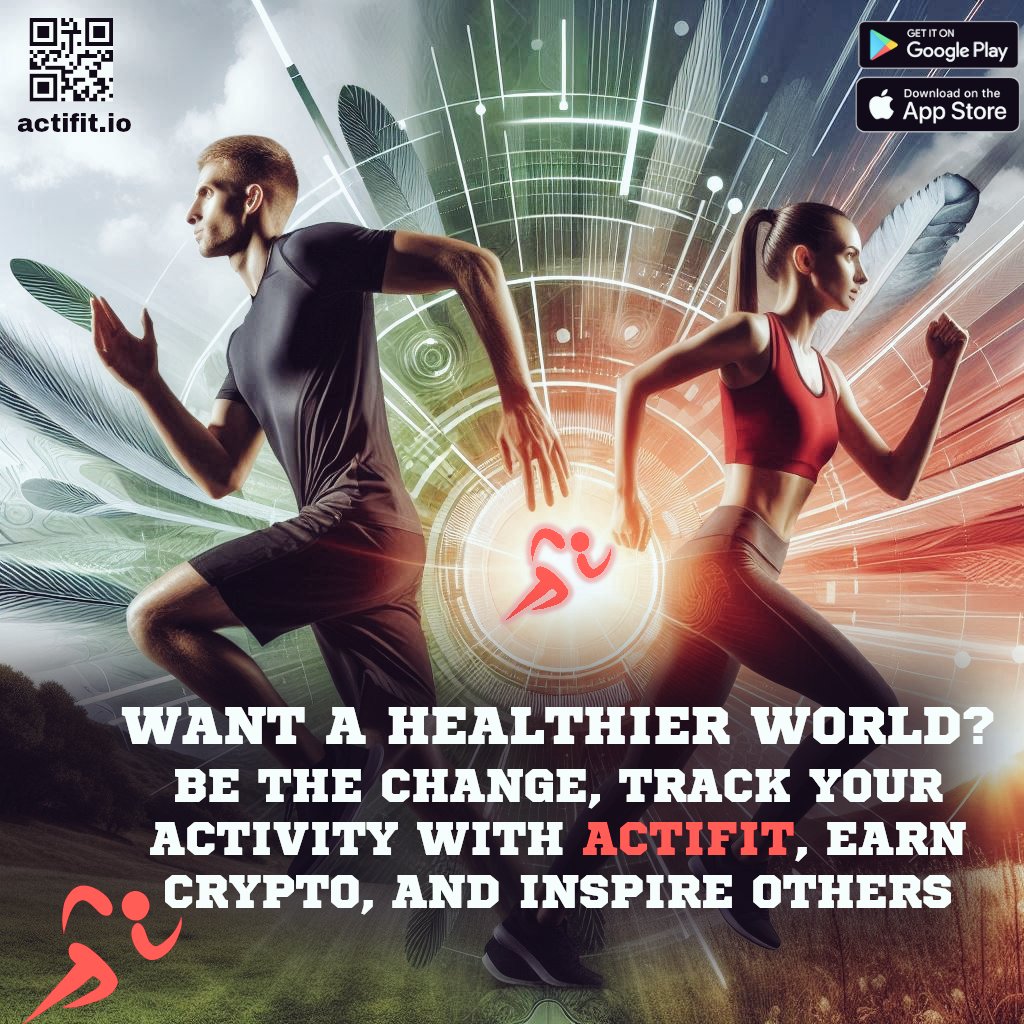 actifit.io
GET IT ON
Google Play
Download on the
App Store
WANT A HEALTHIER WORLD?
BE THE CHANGE, TRACK YOUR
ACTIVITY WITH ACTIFIT, EARN
CRYPTO, AND INSPIRE OTHERS